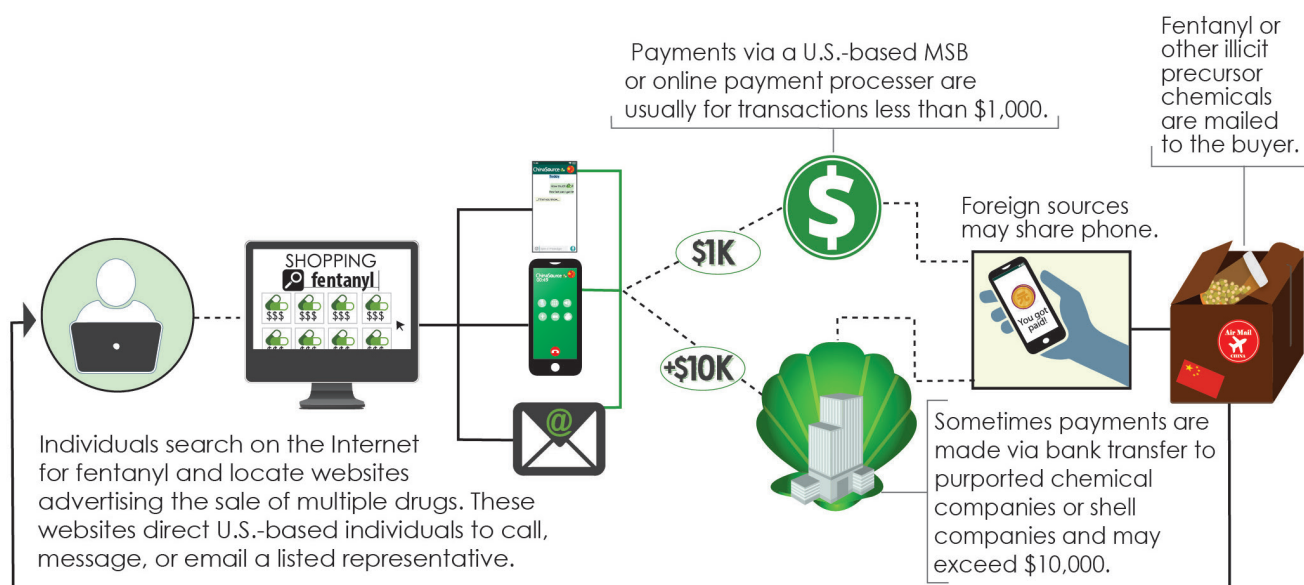 Payments via a U.S.-based MSB
or online payment processer are
usually for transactions less than $1,000.
Fentanyl or
other illicit
precursor
chemicals
are mailed
to the buyer.
SHOPPING
fentanyl
$$$ $$$ $$$ $$$
ChinaSource
ChinaSource
@
$1K
+$10K
$
Foreign sources
may share phone.
You got
paid!
Air Mail
CHINA
Individuals search on the Internet
for fentanyl and locate websites
advertising the sale of multiple drugs. These
websites direct U.S.-based individuals to call,
message, or email a listed representative.
Sometimes payments are
made via bank transfer to
purported chemical
companies or shell
companies and may
exceed $10,000.